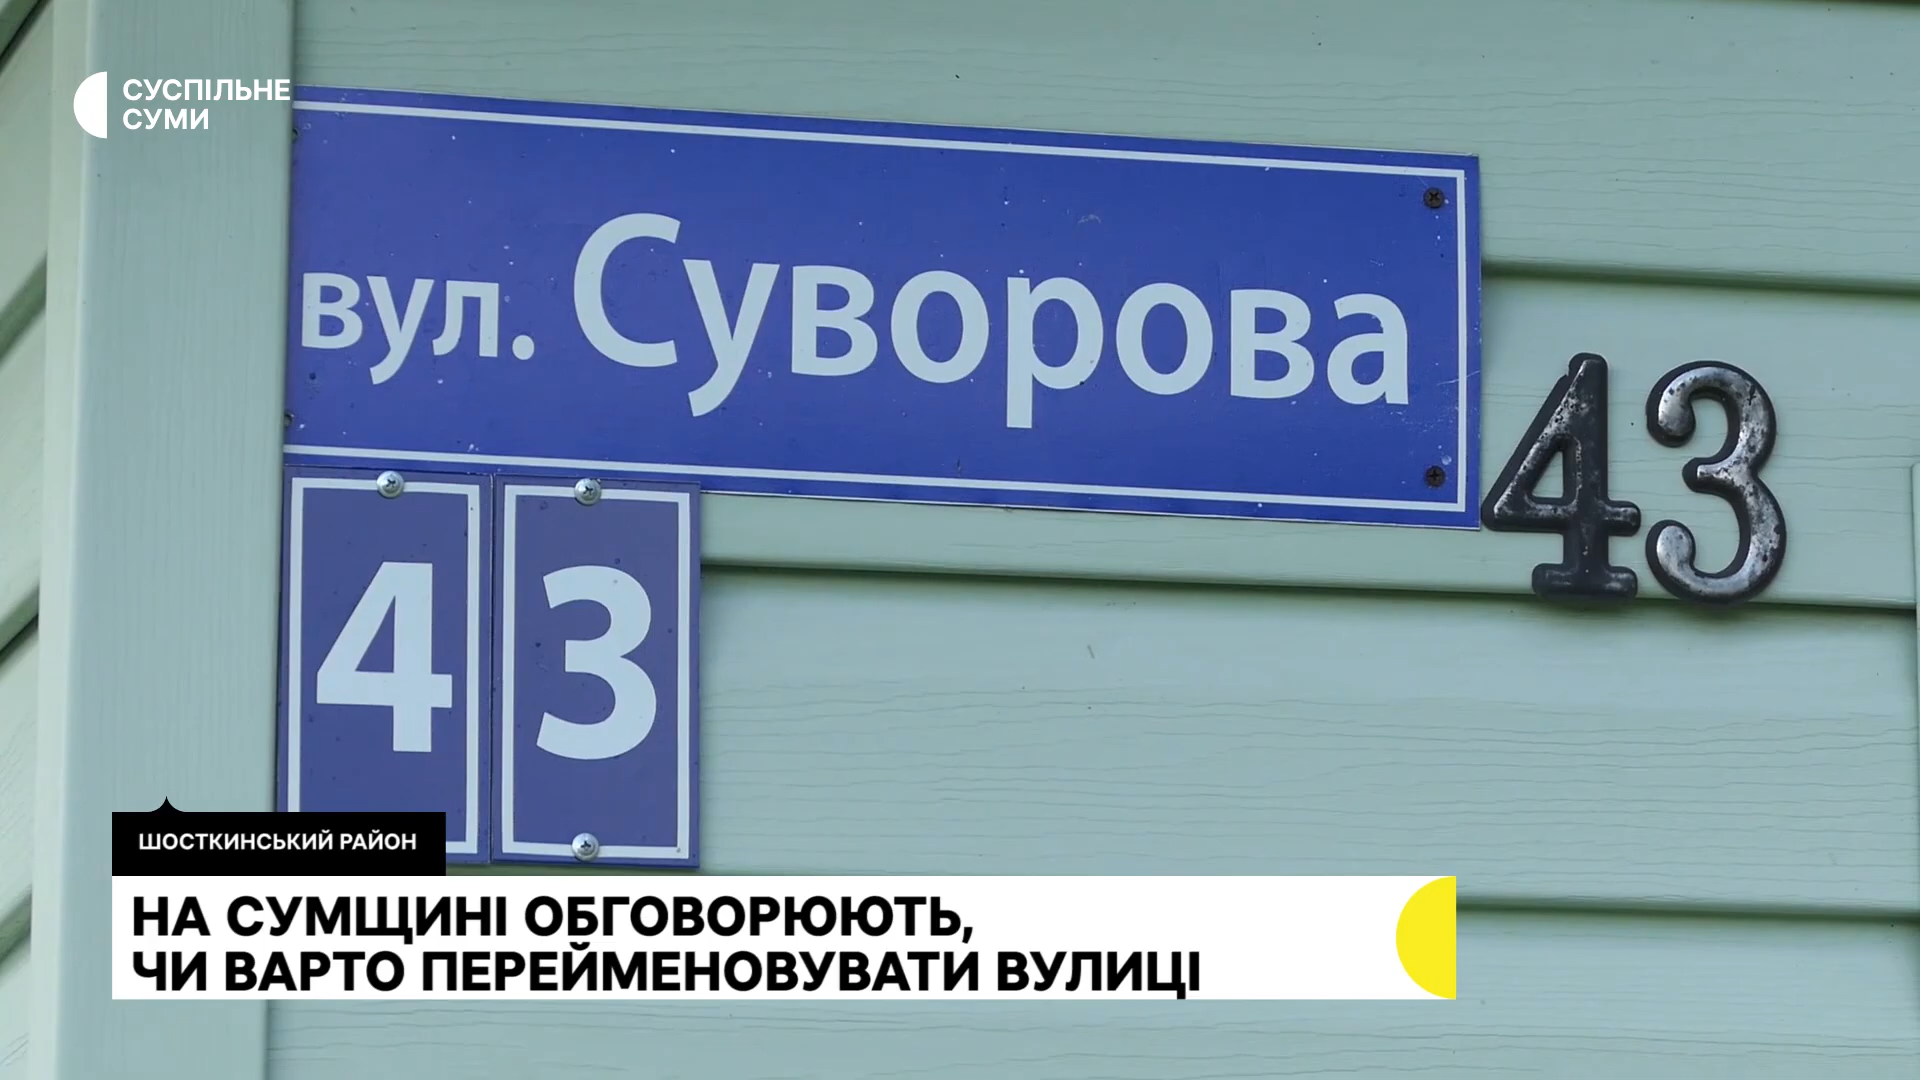 СУСПІЛЬНЕ
СУМИ
вул. Суворова
43
43
ШОСТКИНСЬКИЙ РАЙОН
НА СУМЩИНІ ОБГОВОРЮЮТЬ,
ЧИ ВАРТО ПЕРЕЙМЕНОВУВАТИ ВУЛИЦІ